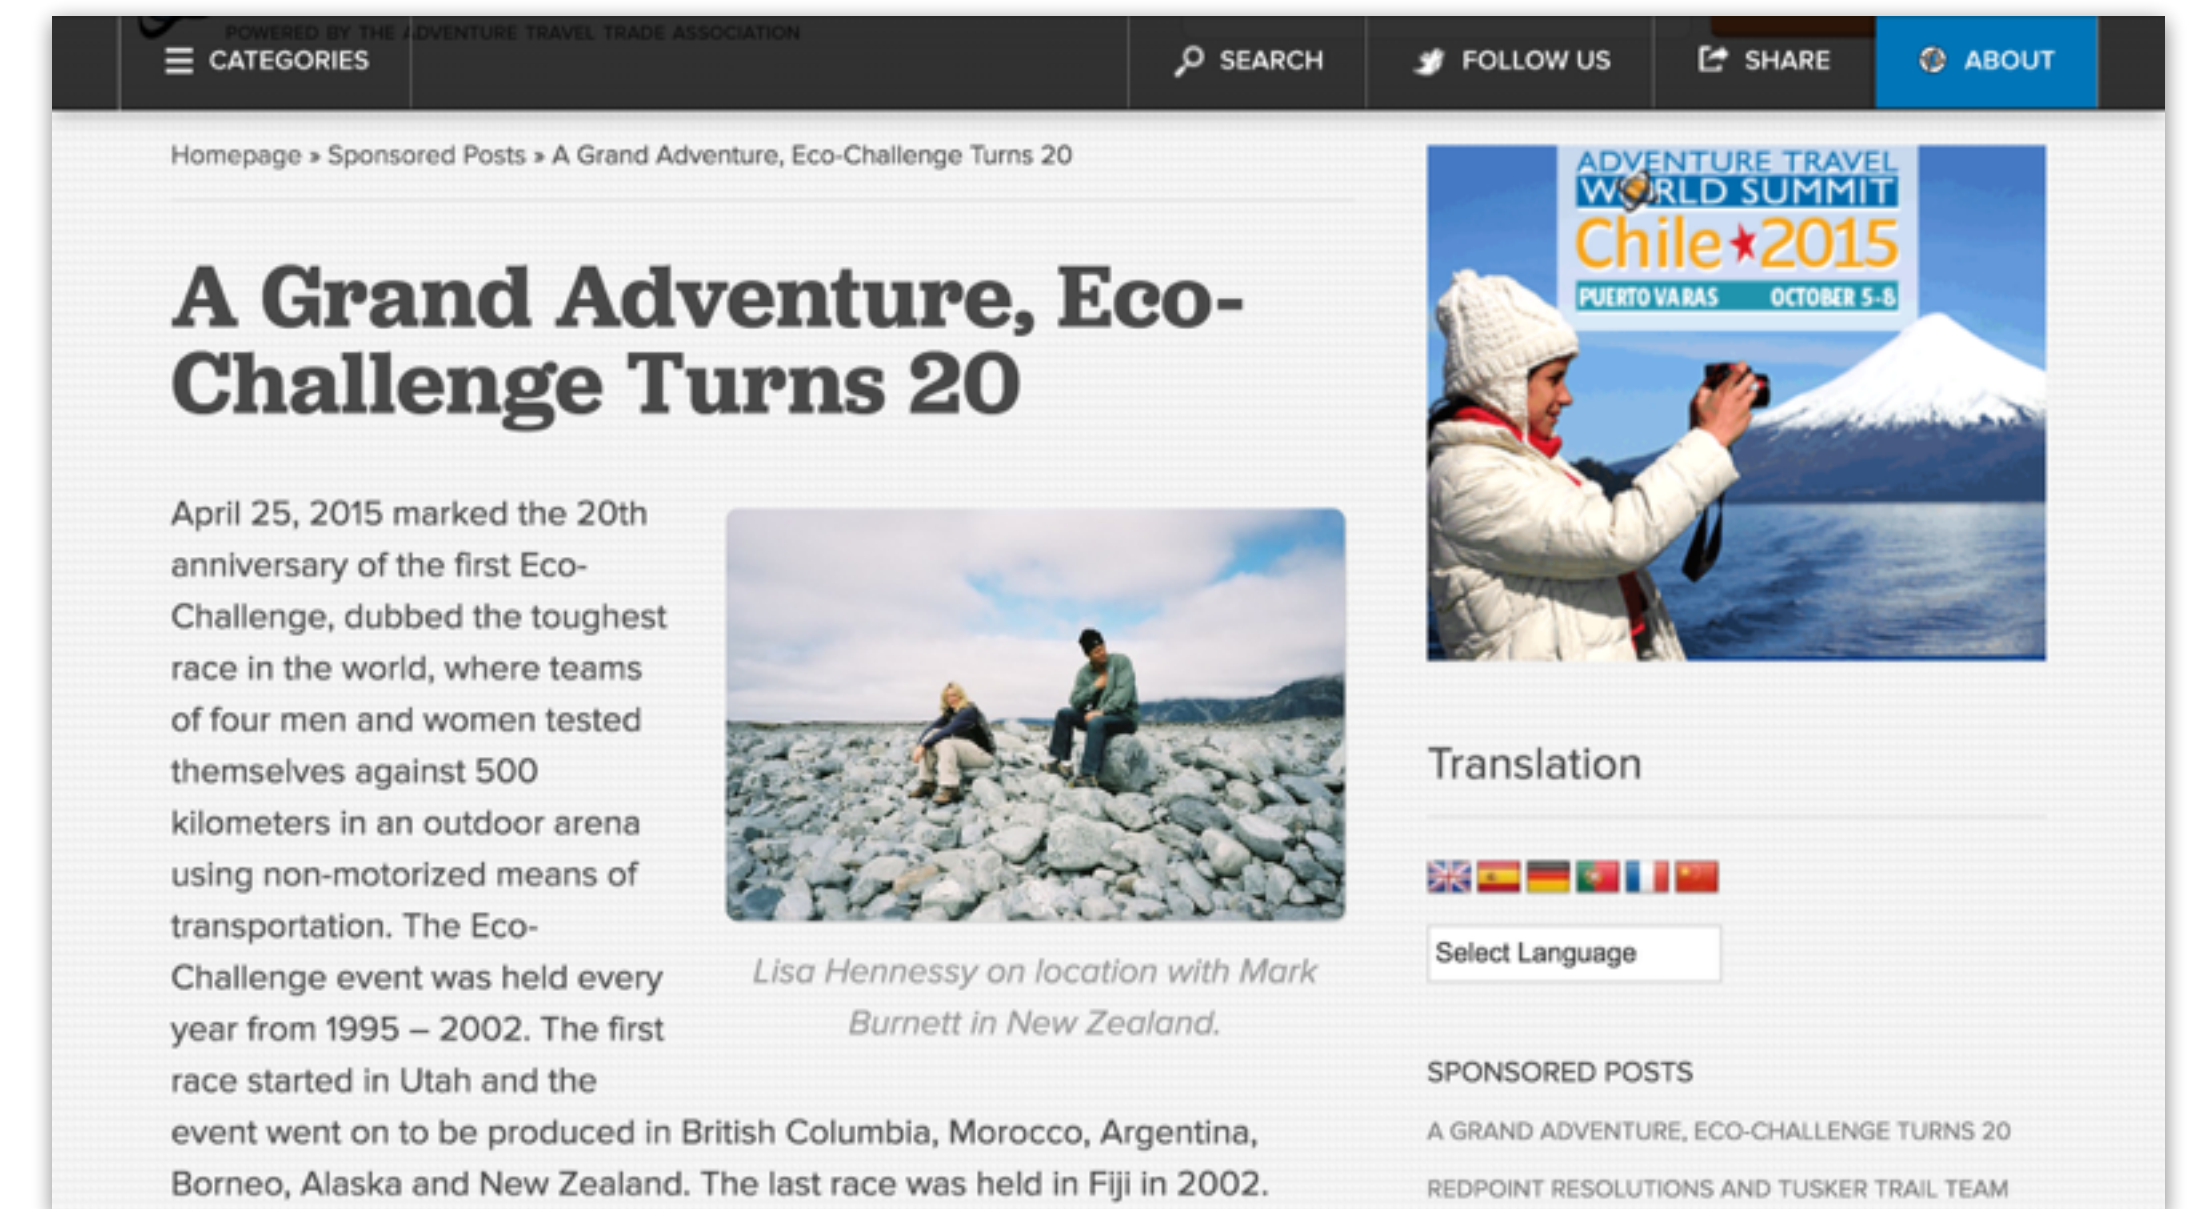 POWERED BY THE ADVENTURE TRAVEL TRADE ASSOCIATION
CATEGORIES
SEARCH
FOLLOW US
SHARE
ABOUT
Homepage » Sponsored Posts » A Grand Adventure, Eco-Challenge Turns 20
A Grand Adventure, Eco-
Challenge Turns 20
April 25, 2015 marked the 20th
anniversary of the first Eco-
Challenge, dubbed the toughest
race in the world, where teams
of four men and women tested
themselves against 500
kilometers in an outdoor arena
using non-motorized means of
transportation. The Eco-
Challenge event was held every
year from 1995 – 2002. The first
race started in Utah and the
event went on to be produced in British Columbia, Morocco, Argentina,
Borneo, Alaska and New Zealand. The last race was held in Fiji in 2002.
Lisa Hennessy on location with Mark
Burnett in New Zealand.
ADVENTURE TRAVEL
WORLD SUMMIT
Chile★2015
PUERTO VARAS OCTOBER 5-8
Translation
Select Language
SPONSORED POSTS
A GRAND ADVENTURE, ECO-CHALLENGE TURNS 20
REDPOINT RESOLUTIONS AND TUSKER TRAIL TEAM